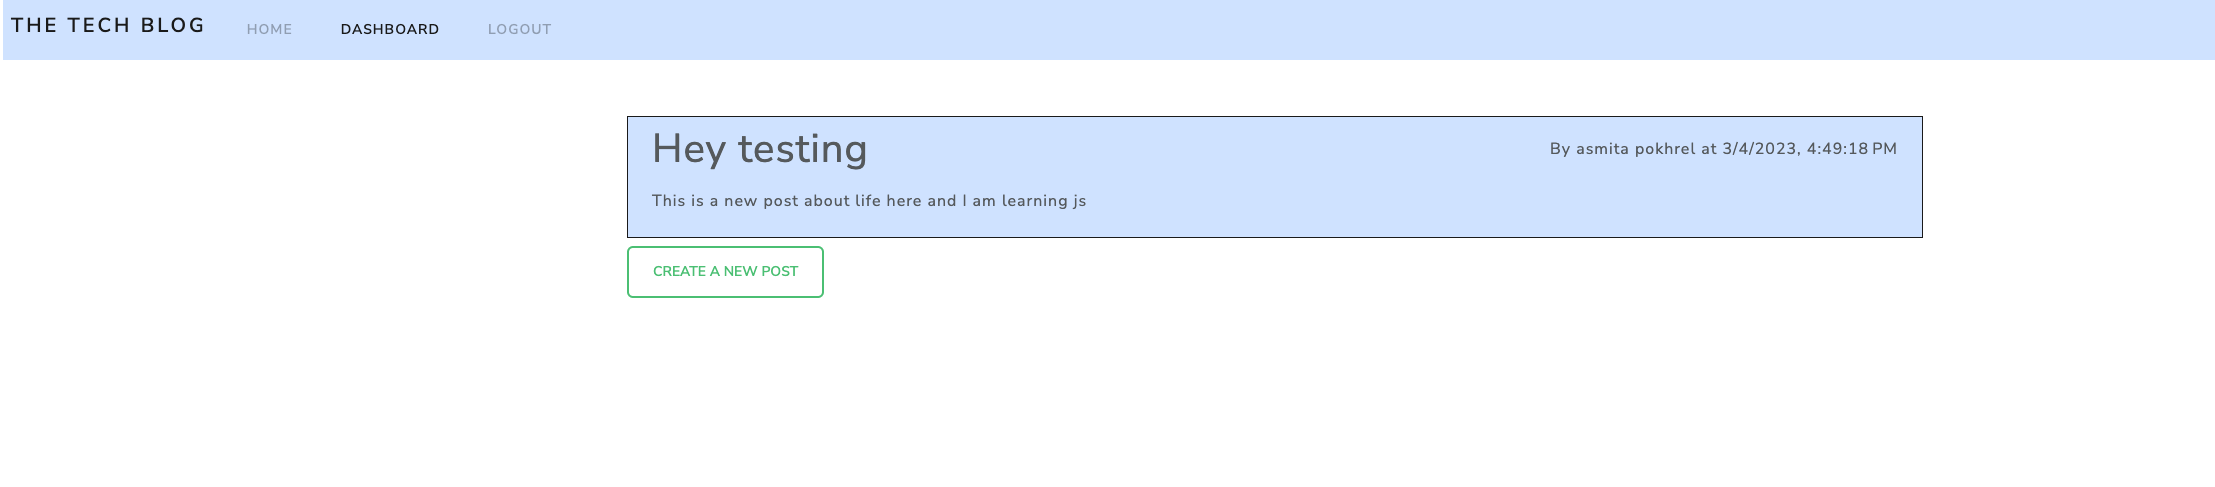 THE TECH BLOG HOME DASHBOARD LOGOUT
Hey testing By asmita pokhrel at 3/4/2023, 4:49:18 PM
This is a new post about life here and I am learning js
CREATE A NEW POST